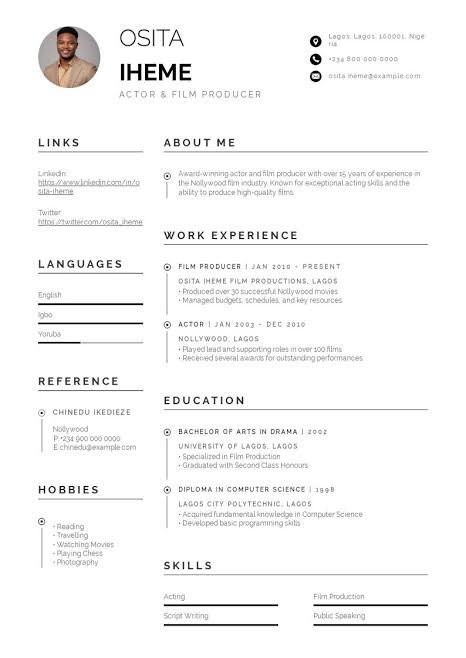 OSITA
IHEME
ACTOR & FILM PRODUCER
Lagos: Lagos, 100001, Nige
ria
+234 800 000 0000
osita.iheme@example.com
LINKS
Linkedin
https://www.linkedin.com/in/o
sita-iheme
Twitter
https://twitter.com/osita_iheme
LANGUAGES
English
Igbo
Yoruba
REFERENCE
CHINEDU IKEDIEZE
Nollywood
P: +234 900 000 0000
E: chinedu@example.com
HOBBIES
• Reading
• Travelling
• Watching Movies
• Playing Chess
• Photography
ABOUT ME
Award-winning actor and film producer with over 15 years of experience in
the Nollywood film industry. Known for exceptional acting skills and the
ability to produce high-quality films.
WORK EXPERIENCE
FILM PRODUCER | JAN 2010 - PRESENT
OSITA IHEME FILM PRODUCTIONS, LAGOS
• Produced over 30 successful Nollywood movies
• Managed budgets, schedules, and key resources
ACTOR | JAN 2003 - DEC 2010
NOLLYWOOD, LAGOS
• Played lead and supporting roles in over 100 films
• Received several awards for outstanding performances
EDUCATION
BACHELOR OF ARTS IN DRAMA | 2002
UNIVERSITY OF LAGOS, LAGOS
• Specialized in Film Production
• Graduated with Second Class Honours
DIPLOMA IN COMPUTER SCIENCE | 1998
LAGOS CITY POLYTECHNIC, LAGOS
• Acquired fundamental knowledge in Computer Science
• Developed basic programming skills
SKILLS
Acting
Film Production
Script Writing
Public Speaking